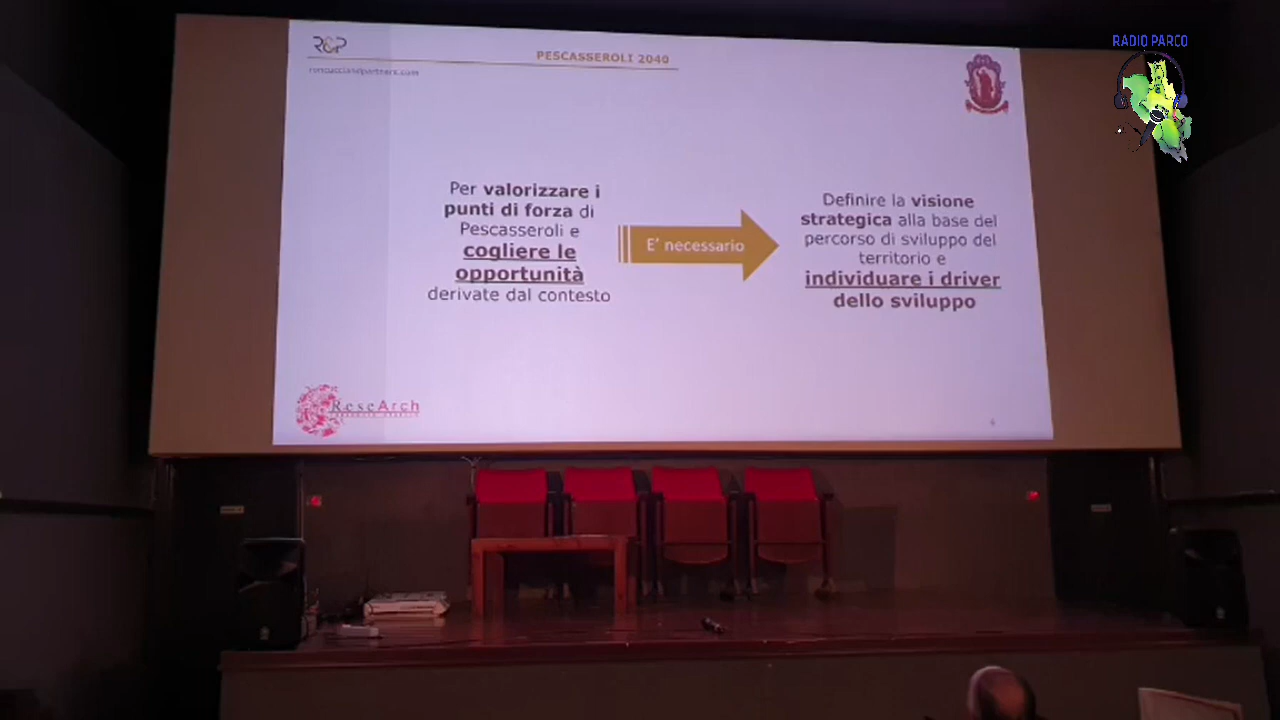 RADIO PARCO
R&P
PESCASSEROLI 2040
Per valorizzare i
punti di forza di
Pescasseroli e
cogliere le
opportunità
derivate dal contesto
E' necessario
Definire la visione
strategica alla base del
percorso di sviluppo del
territorio e
individuare i driver
dello sviluppo
ReseArch